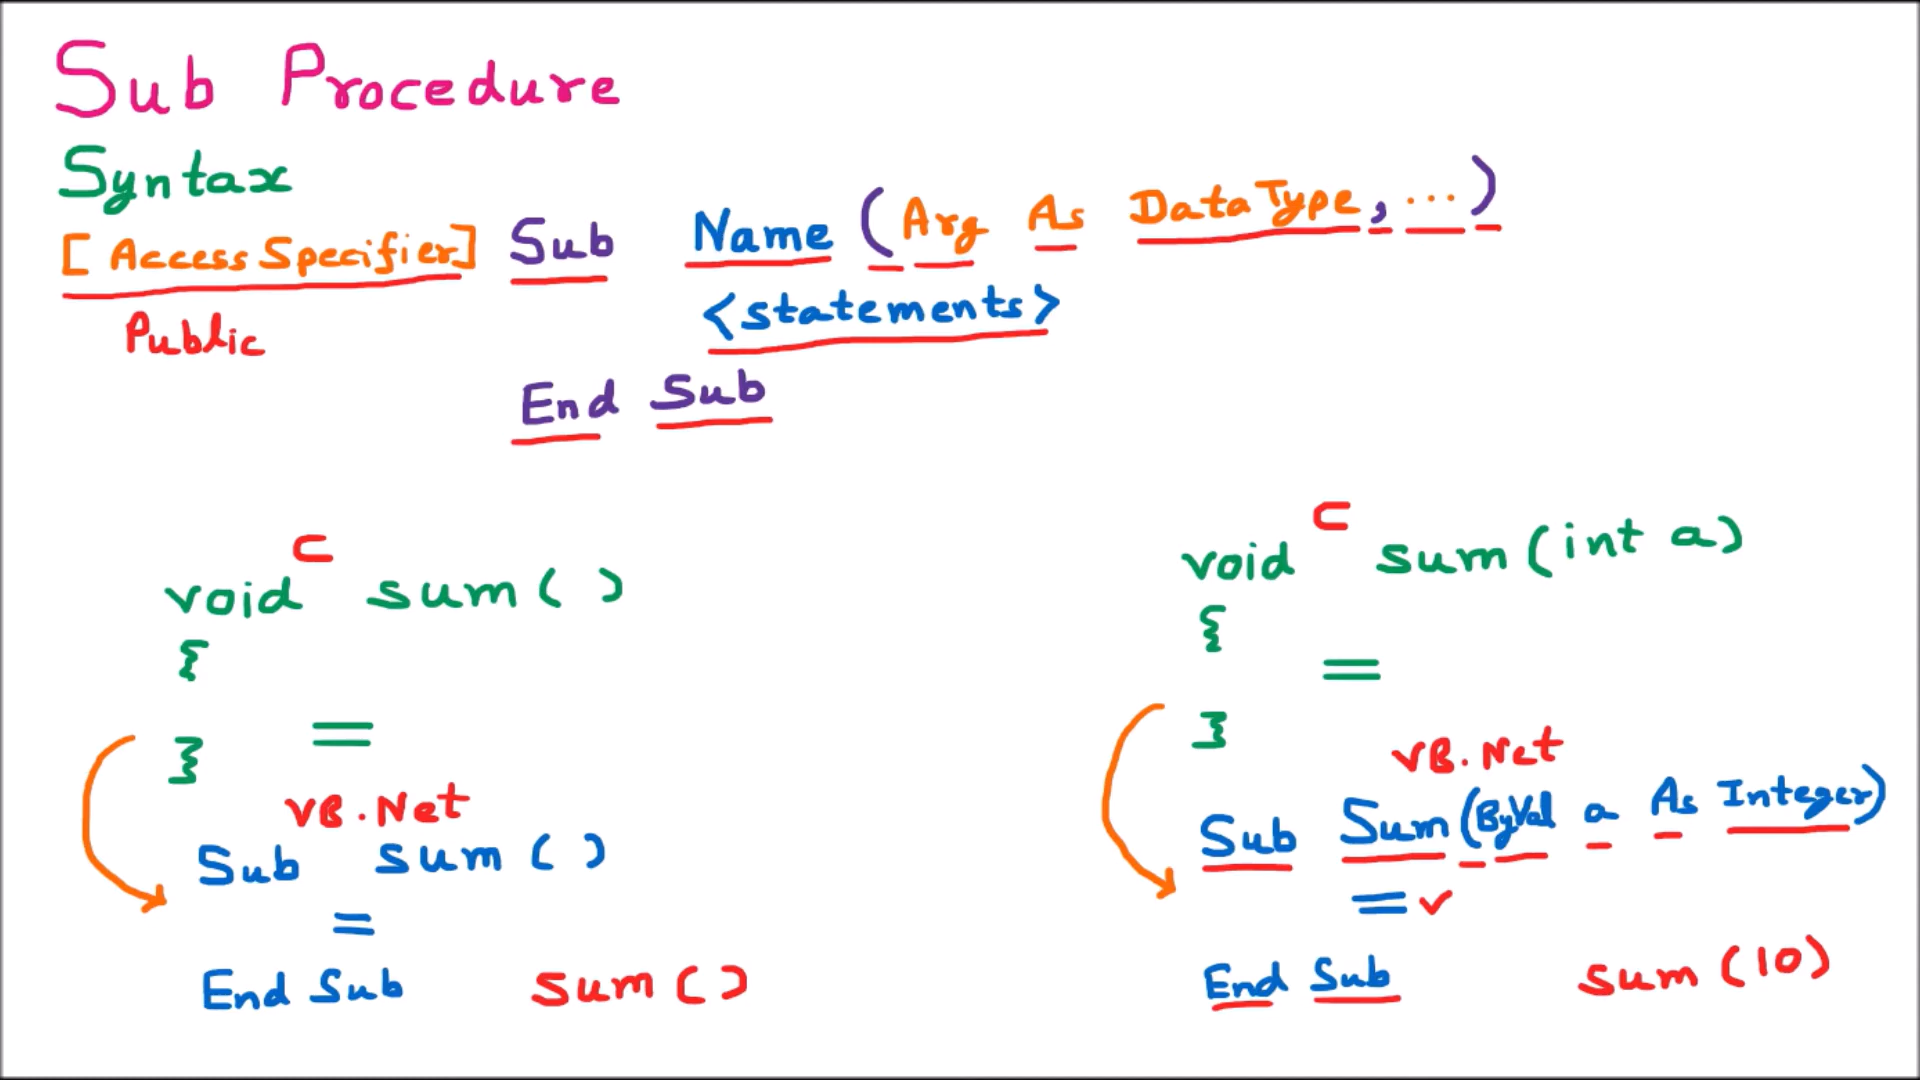 Sub Procedure
Syntax
[Access Specifier] Sub Name (Arg As DataType, ...)
Public
<statements>
End Sub
C
void sum ( )
{
=
}
VB.Net
Sub sum ( )
=
End Sub
sum ( )
C
void sum (int a)
{
=
}
VB.Net
Sub Sum (ByVal a As Integer)
= ✓
End Sub
sum (10)